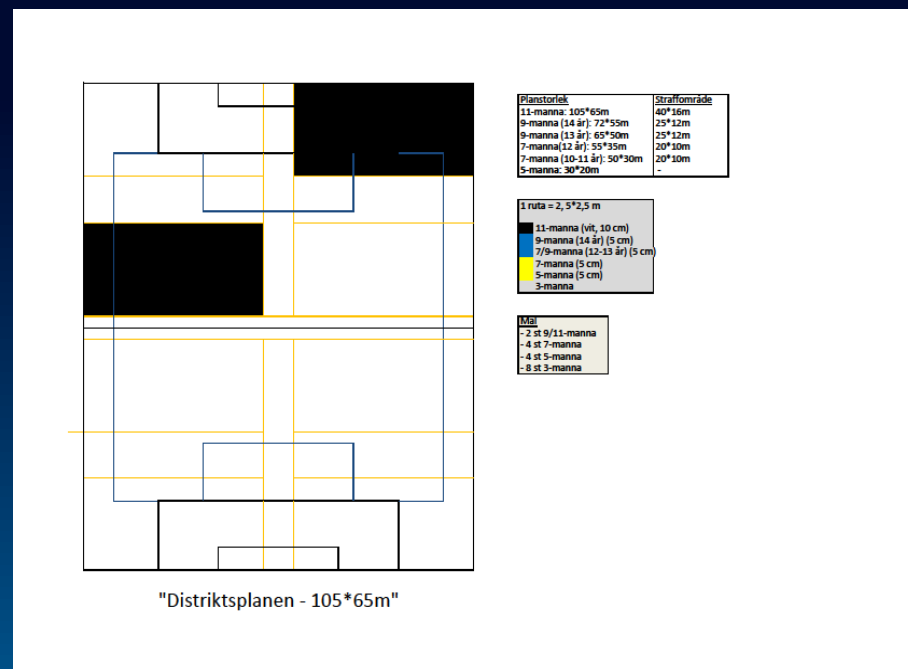 Planstorlek Straffområde
11-manna: 105*65m 40*16m
9-manna (14 år): 72*55m 25*12m
9-manna (13 år): 65*50m 25*12m
7-manna(12 år): 55*35m 20*10m
7-manna (10-11 år): 50*30m 20*10m
5-manna: 30*20m -
1 ruta = 2, 5*2,5 m
11-manna (vit, 10 cm)
9-manna (14 år) (5 cm)
7/9-manna (12-13 år) (5 cm)
7-manna (5 cm)
5-manna (5 cm)
3-manna
Mål
- 2 st 9/11-manna
- 4 st 7-manna
- 4 st 5-manna
- 8 st 3-manna
"Distriktsplanen - 105*65m"